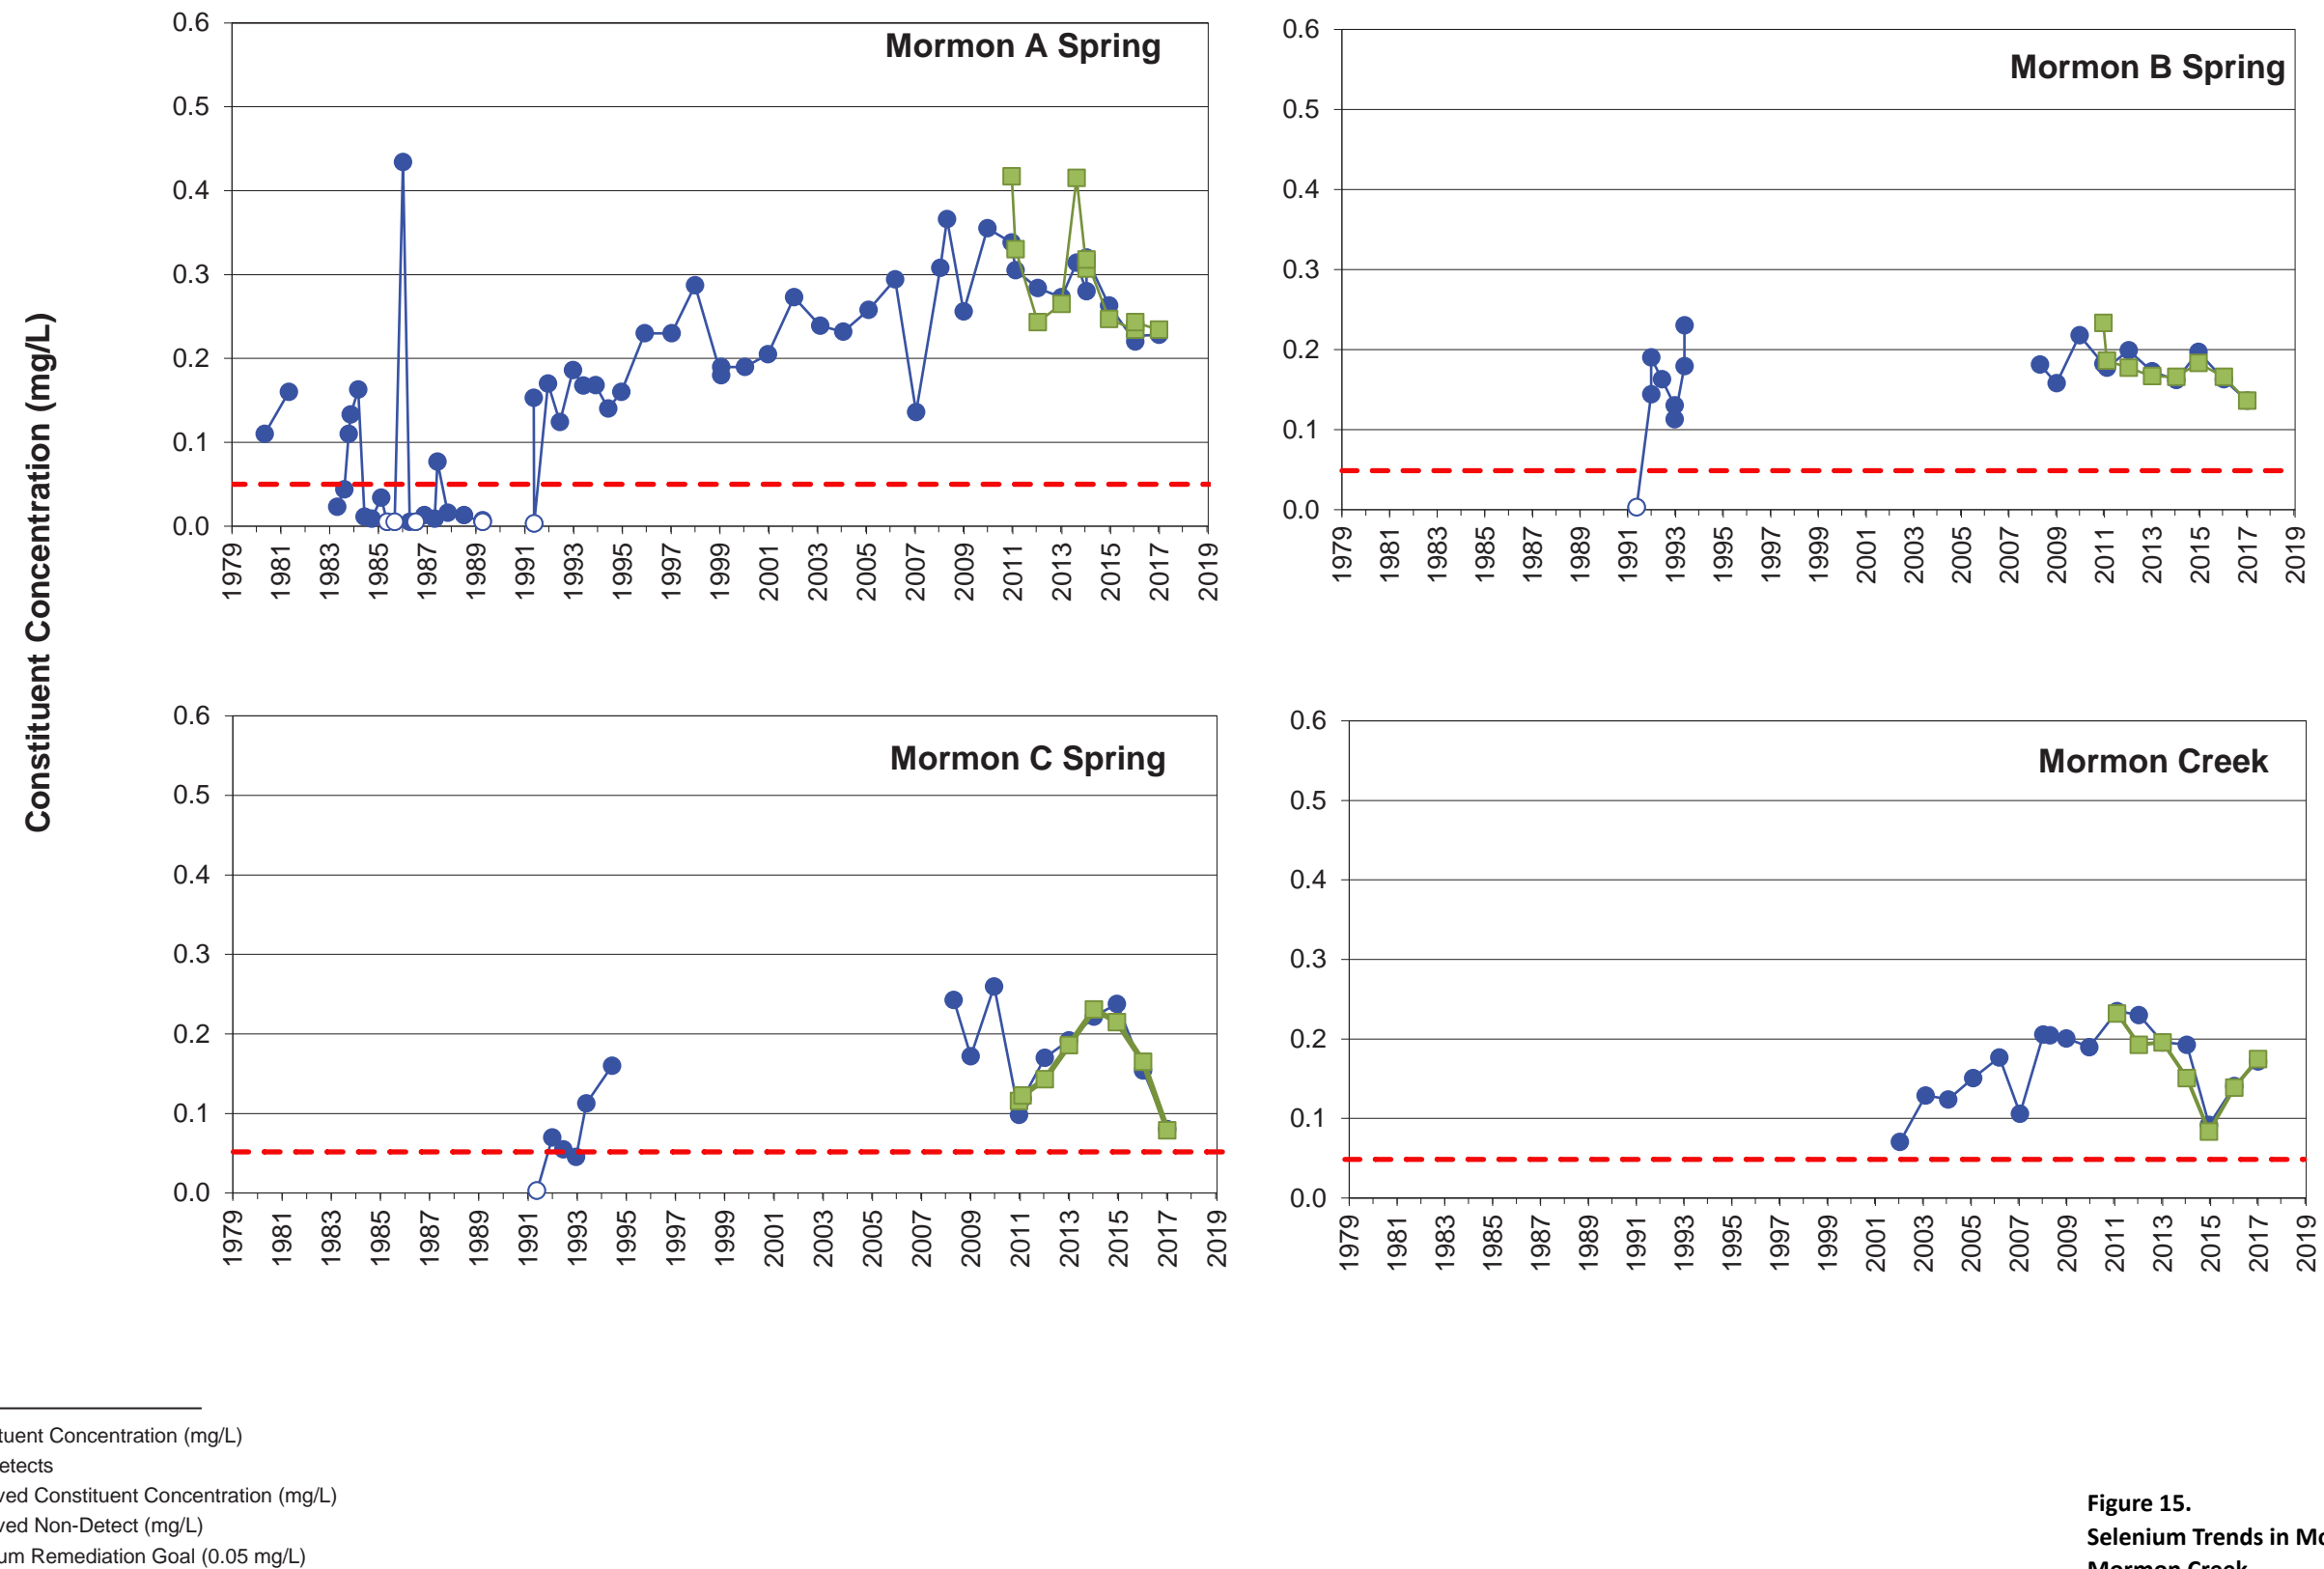 Constituent Concentration (mg/L)
Mormon A Spring
0.6
0.5
0.4
0.3
0.2
0.1
0.0
1979 1981 1983 1985 1987 1989 1991 1993 1995 1997 1999 2001 2003 2005 2007 2009 2011 2013 2015 2017 2019
Mormon B Spring
0.6
0.5
0.4
0.3
0.2
0.1
0.0
1979 1981 1983 1985 1987 1989 1991 1993 1995 1997 1999 2001 2003 2005 2007 2009 2011 2013 2015 2017 2019
Mormon C Spring
0.6
0.5
0.4
0.3
0.2
0.1
0.0
1979 1981 1983 1985 1987 1989 1991 1993 1995 1997 1999 2001 2003 2005 2007 2009 2011 2013 2015 2017 2019
Mormon Creek
0.6
0.5
0.4
0.3
0.2
0.1
0.0
1979 1981 1983 1985 1987 1989 1991 1993 1995 1997 1999 2001 2003 2005 2007 2009 2011 2013 2015 2017 2019
tuent Concentration (mg/L)
etects
ved Constituent Concentration (mg/L)
ved Non-Detect (mg/L)
um Remediation Goal (0.05 mg/L)
Figure 15.
Selenium Trends in Mo
Mormon Creek